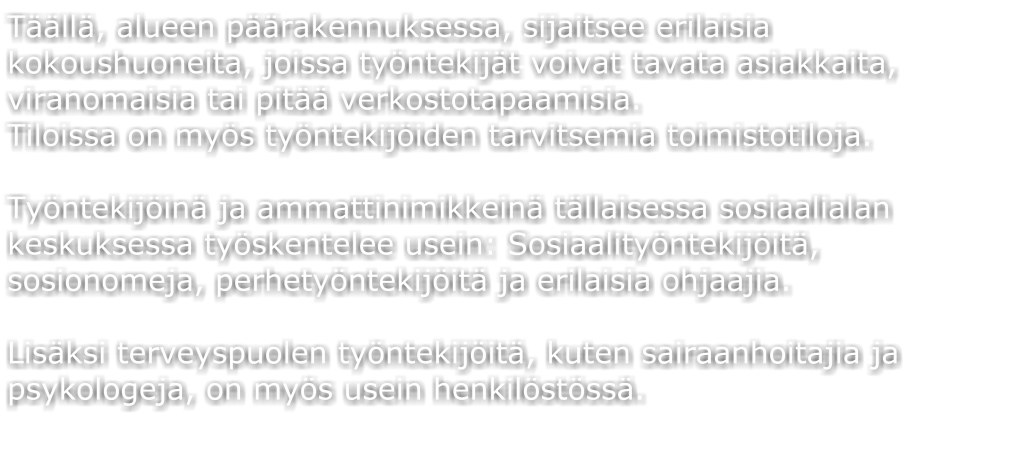 Täällä, alueen päärakennuksessa, sijaitsee erilaisia
kokoushuoneita, joissa työntekijät voivat tavata asiakkaita,
viranomaisia tai pitää verkostotapaamisia.
Tiloissa on myös työntekijöiden tarvitsemia toimistotiloja.
Työntekijöinä ja ammattinimikkeinä tällaisessa sosiaalialan
keskuksessa työskentelee usein: Sosiaalityöntekijöitä,
sosionomeja, perhetyöntekijöitä ja erilaisia ohjaajia.
Lisäksi terveyspuolen työntekijöitä, kuten sairaanhoitajia ja
psykologeja, on myös usein henkilöstössä.